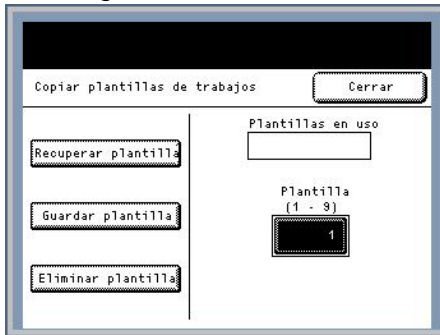 Copiar plantillas de trabajos
Cerrar
Recuperar plantilla
Guardar plantilla
Eliminar plantilla
Plantillas en uso
Plantilla
(1 - 9)
1